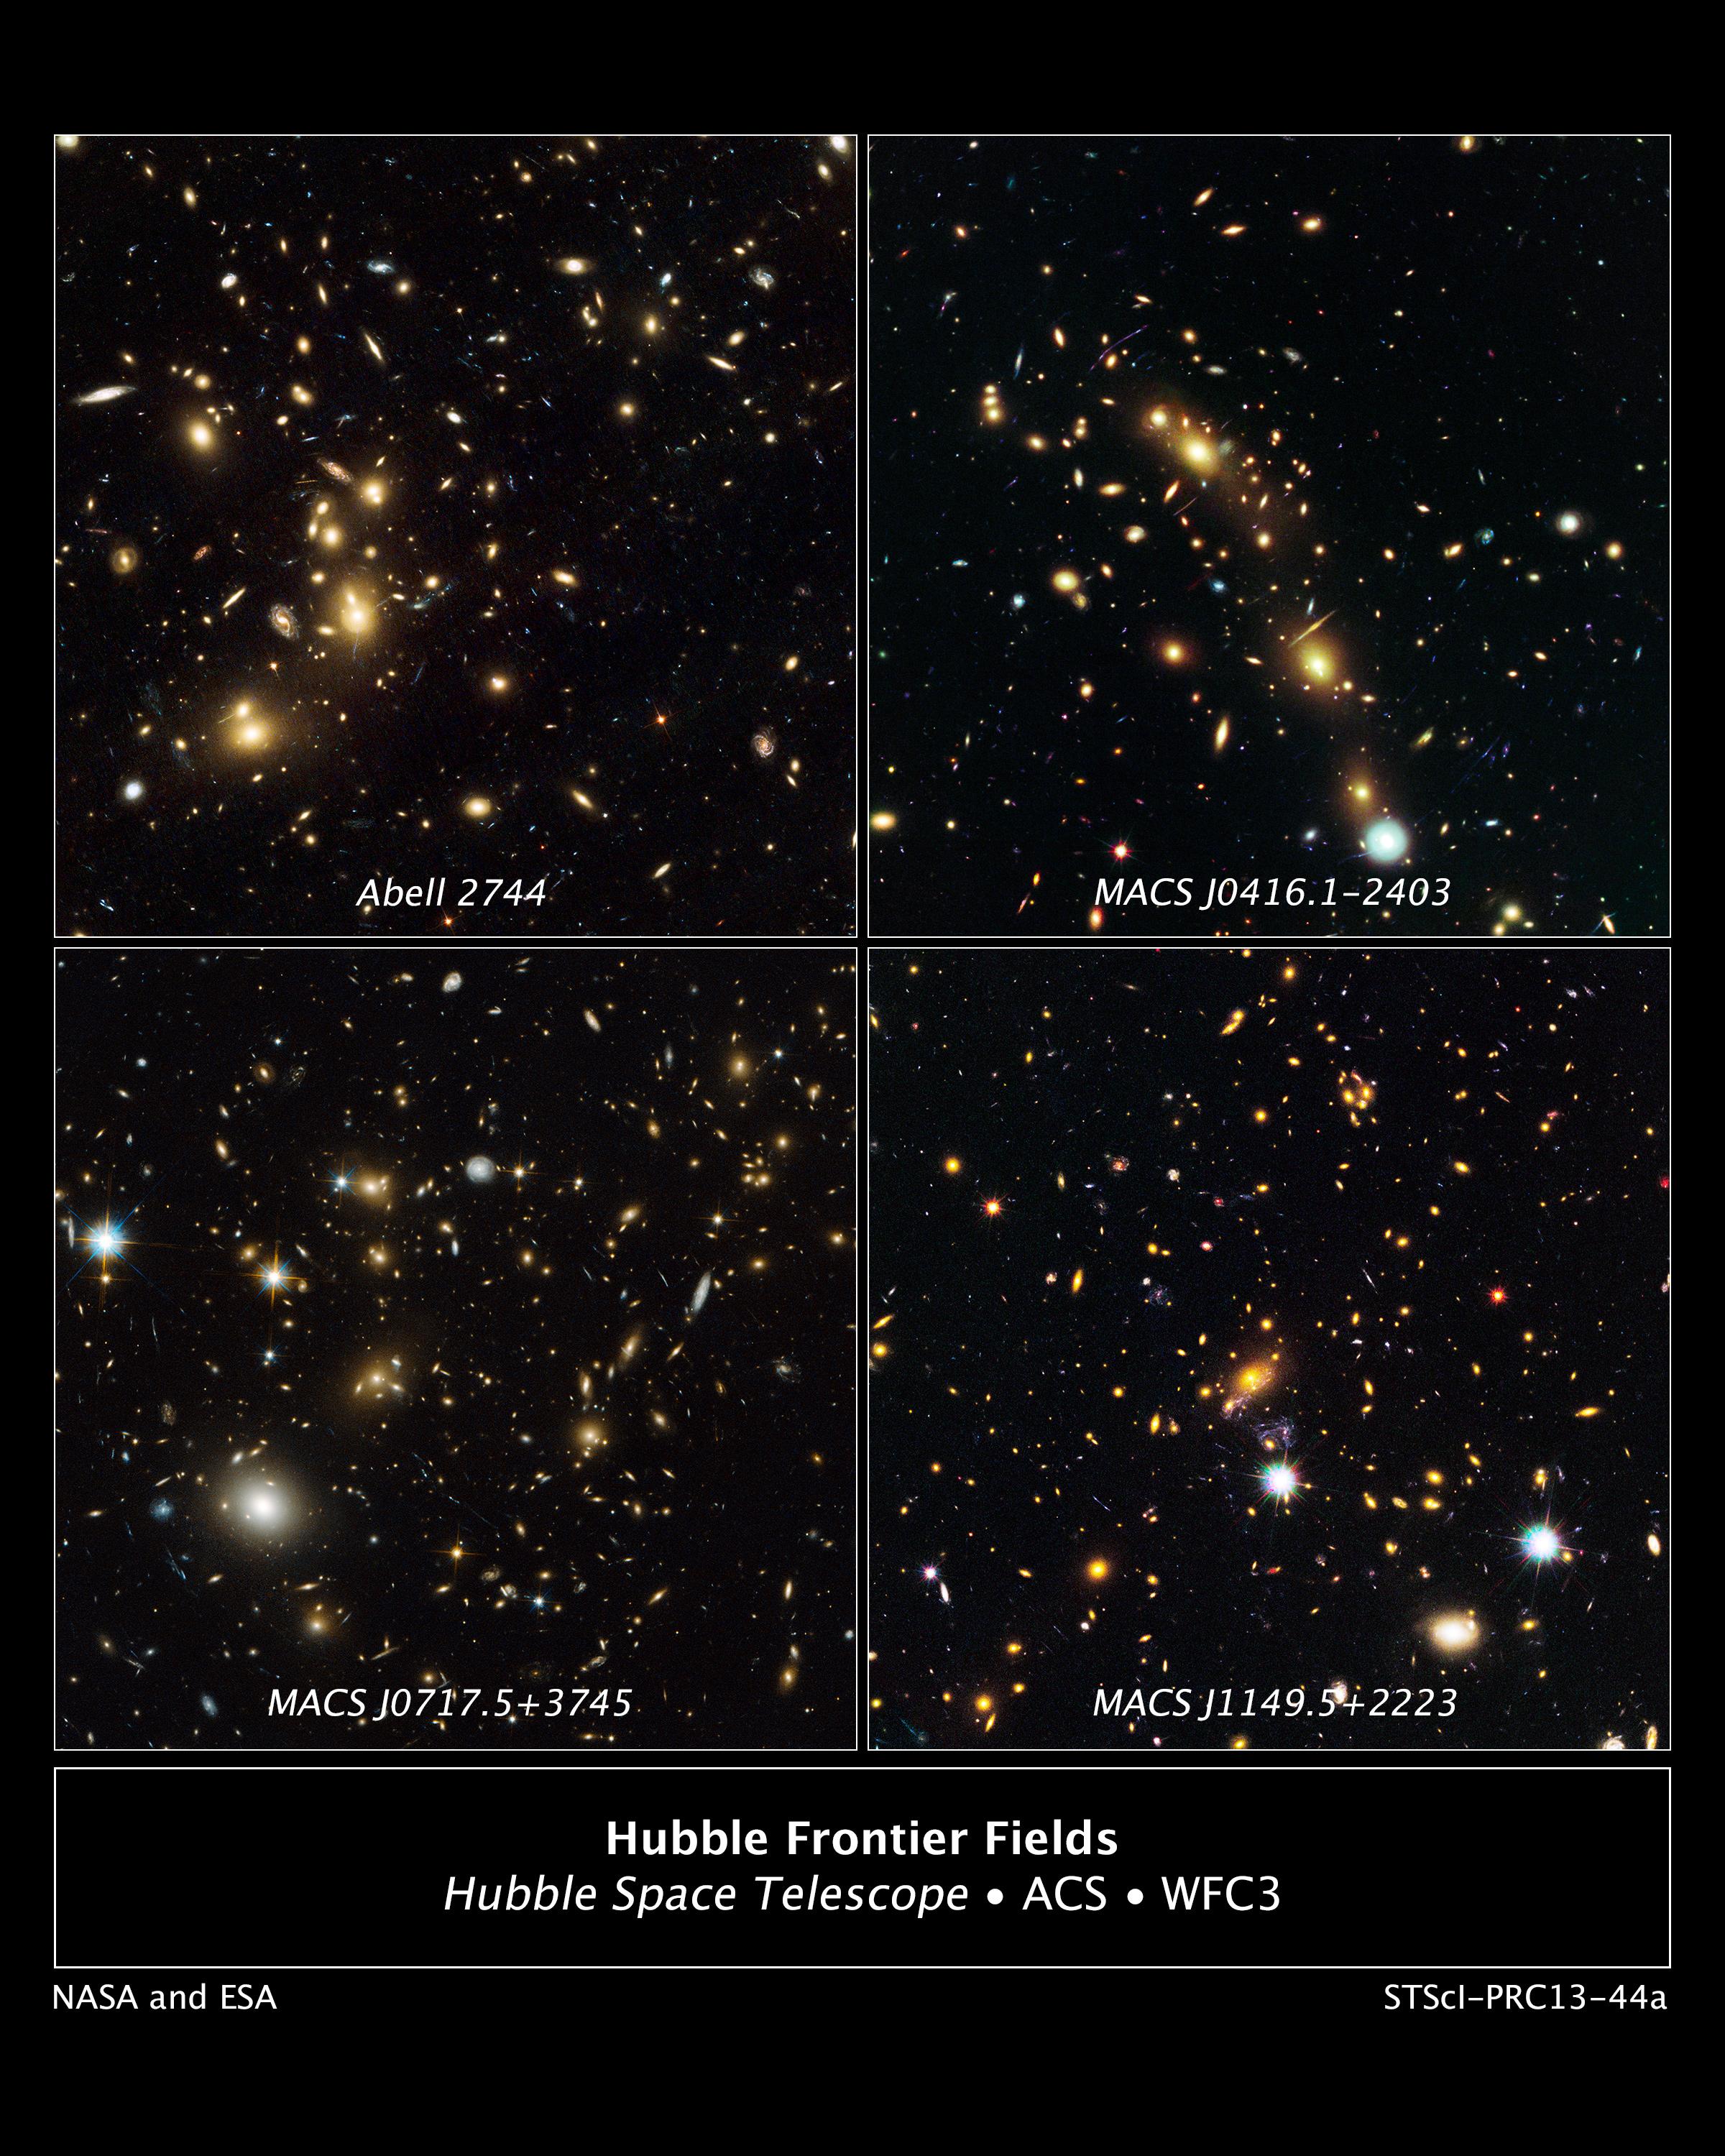 Abell 2744
MACS J0416.1–2403
MACS J0717.5+3745
MACS J1149.5+2223
Hubble Frontier Fields
Hubble Space Telescope • ACS • WFC3
NASA and ESA
STScI–PRC13–44a